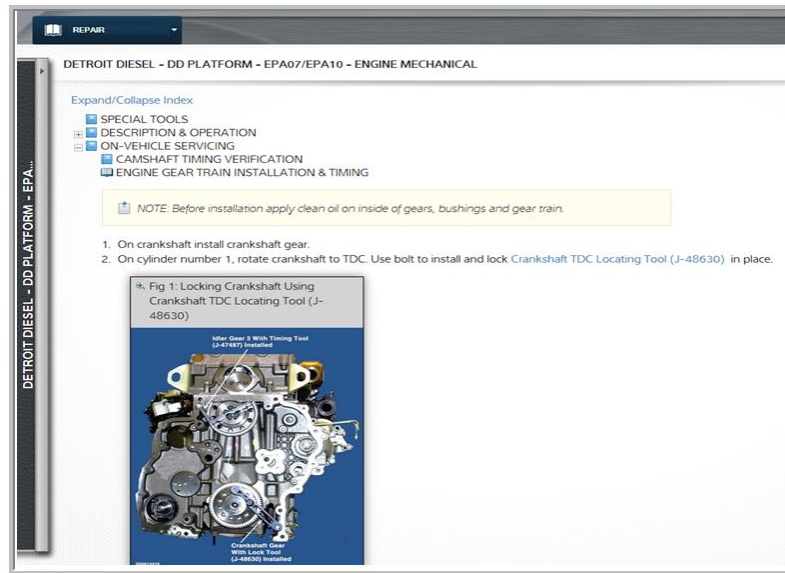 REPAIR
DETROIT DIESEL - DD PLATFORM - EPA07/EPA10 - ENGINE MECHANICAL
Expand/Collapse Index
SPECIAL TOOLS
DESCRIPTION & OPERATION
ON-VEHICLE SERVICING
CAMSHAFT TIMING VERIFICATION
ENGINE GEAR TRAIN INSTALLATION & TIMING
NOTE: Before installation apply clean oil on inside of gears, bushings and gear train.
1. On crankshaft install crankshaft gear.
2. On cylinder number 1, rotate crankshaft to TDC. Use bolt to install and lock Crankshaft TDC Locating Tool (J-48630) in place.
Fig 1: Locking Crankshaft Using
Crankshaft TDC Locating Tool (J-
48630)
Idler Gear 3 With Timing Tool
(J-47487) Installed
Crankshaft Gear
With Lock Tool
(J-48630) Installed
DETROIT DIESEL - DD PLATFORM - EPA...